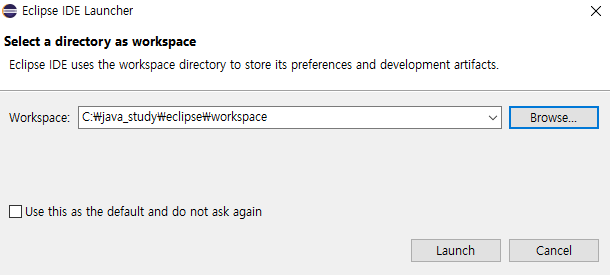 Eclipse IDE Launcher
Select a directory as workspace
Eclipse IDE uses the workspace directory to store its preferences and development artifacts.
Workspace: C:₩java_study₩eclipse₩workspace Browse...
Use this as the default and do not ask again
Launch Cancel